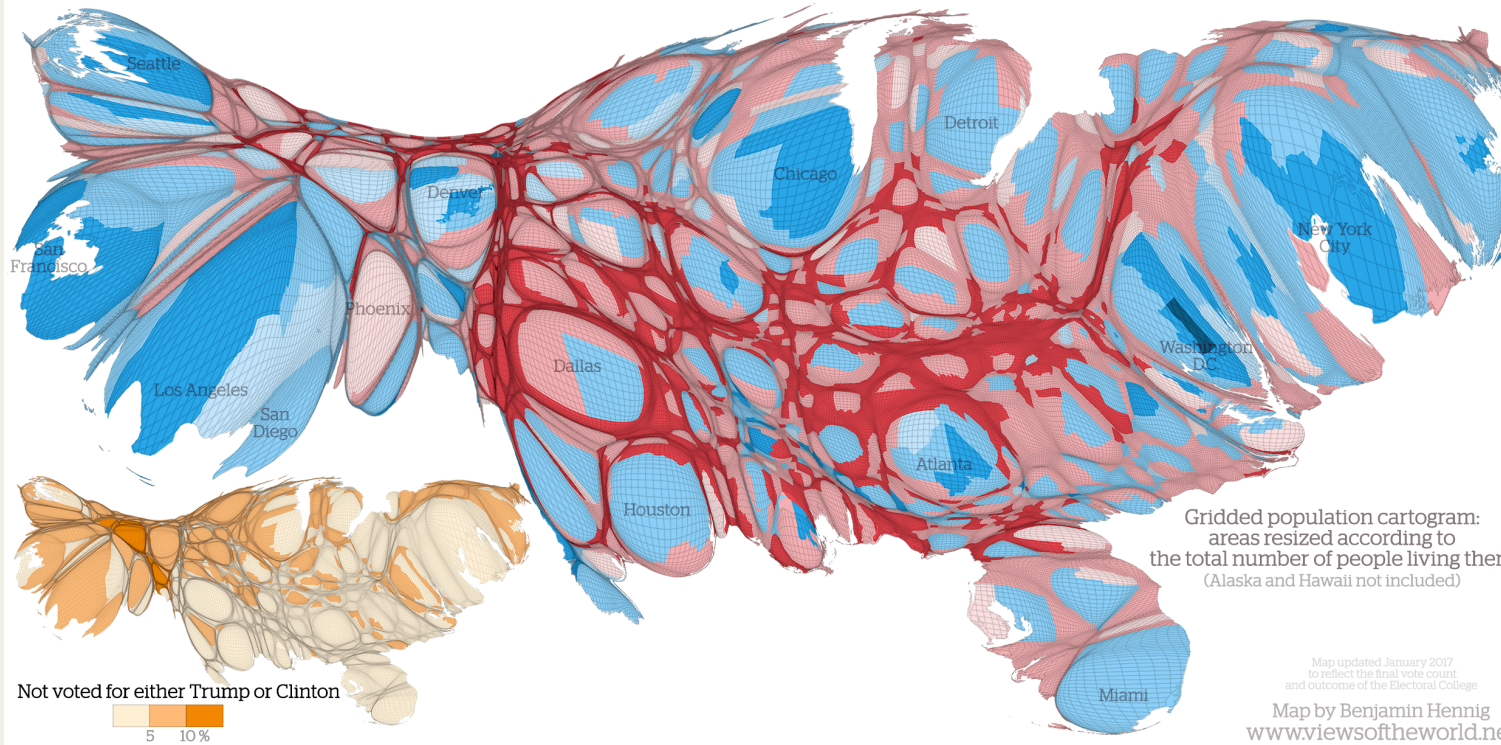 Seattle
Detroit
Chicago
Denver
New York
City
San
Francisco
Phoenix
Washington
D.C.
Dallas
Los Angeles
San
Diego
Atlanta
Houston
Miami
Gridded population cartogram:
areas resized according to
the total number of people living ther
(Alaska and Hawaii not included)
Map updated January 2017
to reflect the final vote count
and outcome of the Electoral College
Map by Benjamin Hennig
www.viewsoftheworld.ne
Not voted for either Trump or Clinton
5 10 %